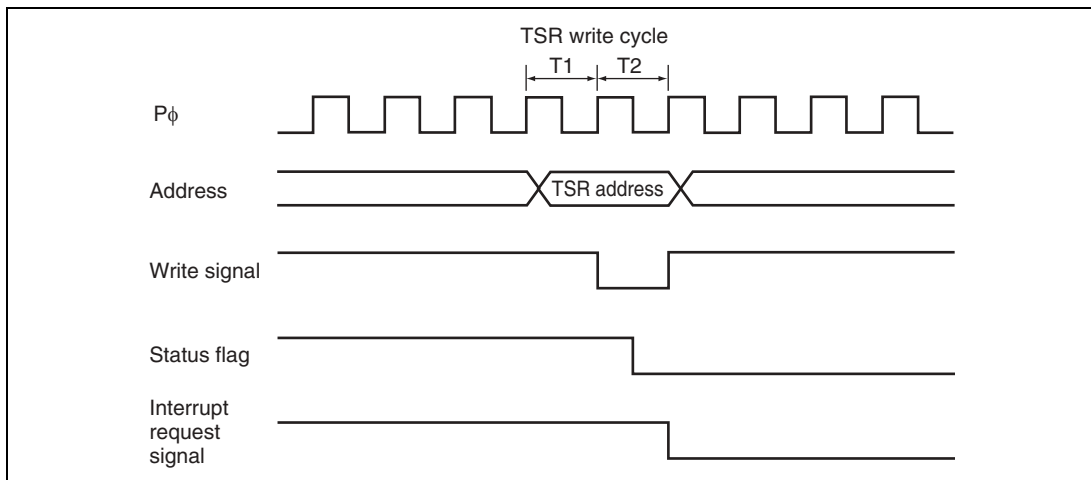 TSR write cycle
T1 T2
Pϕ
Address
TSR address
Write signal
Status flag
Interrupt
request
signal